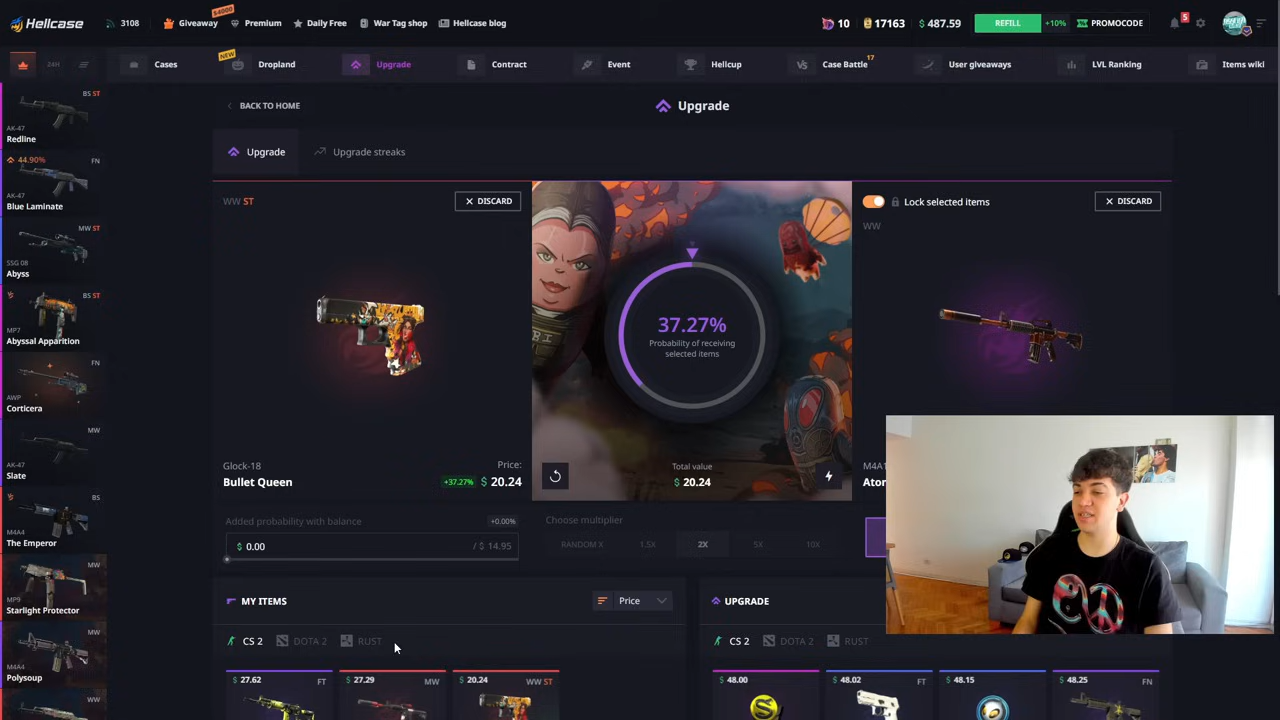 Hellcase
3108
$4000
Giveaway
Premium
Daily Free
War Tag shop
Hellcase blog
10
17163
$ 487.59
REFILL
+10%
PROMOCODE
5
24H
Cases
NEW
Dropland
Upgrade
Contract
Event
Hellcup
VS
Case Battle
17
User giveaways
LVL Ranking
Items wiki
BS ST
AK-47
Redline
44.90%
FN
AK-47
Blue Laminate
MW ST
SSG 08
Abyss
BS ST
MP7
Abyssal Apparition
FN
AWP
Corticera
MW
AK-47
Slate
BS
M4A4
The Emperor
MW
MP9
Starlight Protector
MW
M4A4
Polysoup
WW
BACK TO HOME
Upgrade
Upgrade
Upgrade streaks
WW ST
DISCARD
Glock-18
Price:
Bullet Queen
+37.27%
$ 20.24
37.27%
Probability of receiving
selected items
Total value
$ 20.24
Lock selected items
DISCARD
WW
Added probability with balance
+0.00%
$ 0.00
/ $ 14.95
Choose multiplier
RANDOM X
1.5X
2X
5X
10X
MY ITEMS
Price
CS 2
DOTA 2
RUST
$ 27.62
FT
$ 27.29
MW
$ 20.24
WW ST
UPGRADE
CS 2
DOTA 2
RUST
$ 48.00
$ 48.02
FT
$ 48.15
$ 48.25
FN